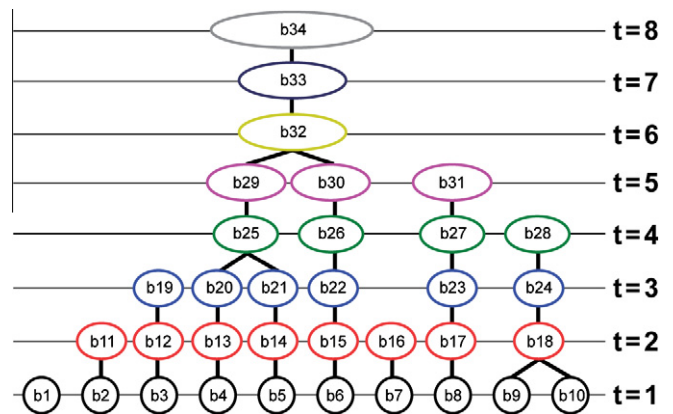 b34 t=8
b33 t=7
b32 t=6
b29 b30 b31 t=5
b25 b26 b27 b28 t=4
b19 b20 b21 b22 b23 b24 t=3
b11 b12 b13 b14 b15 b16 b17 b18 t=2
b1 b2 b3 b4 b5 b6 b7 b8 b9 b10 t=1